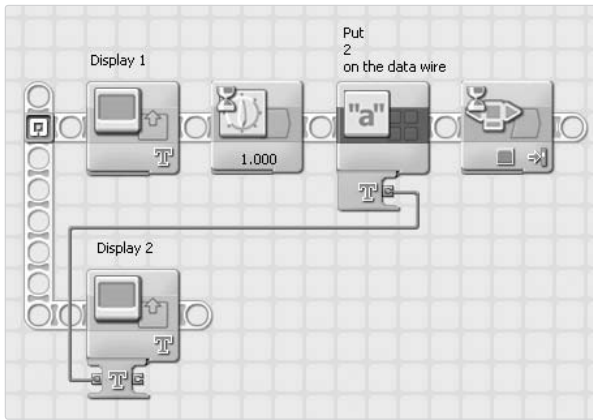 Put
2
on the data wire
Display 1
"a"
1.000
T
T
Display 2
T
T